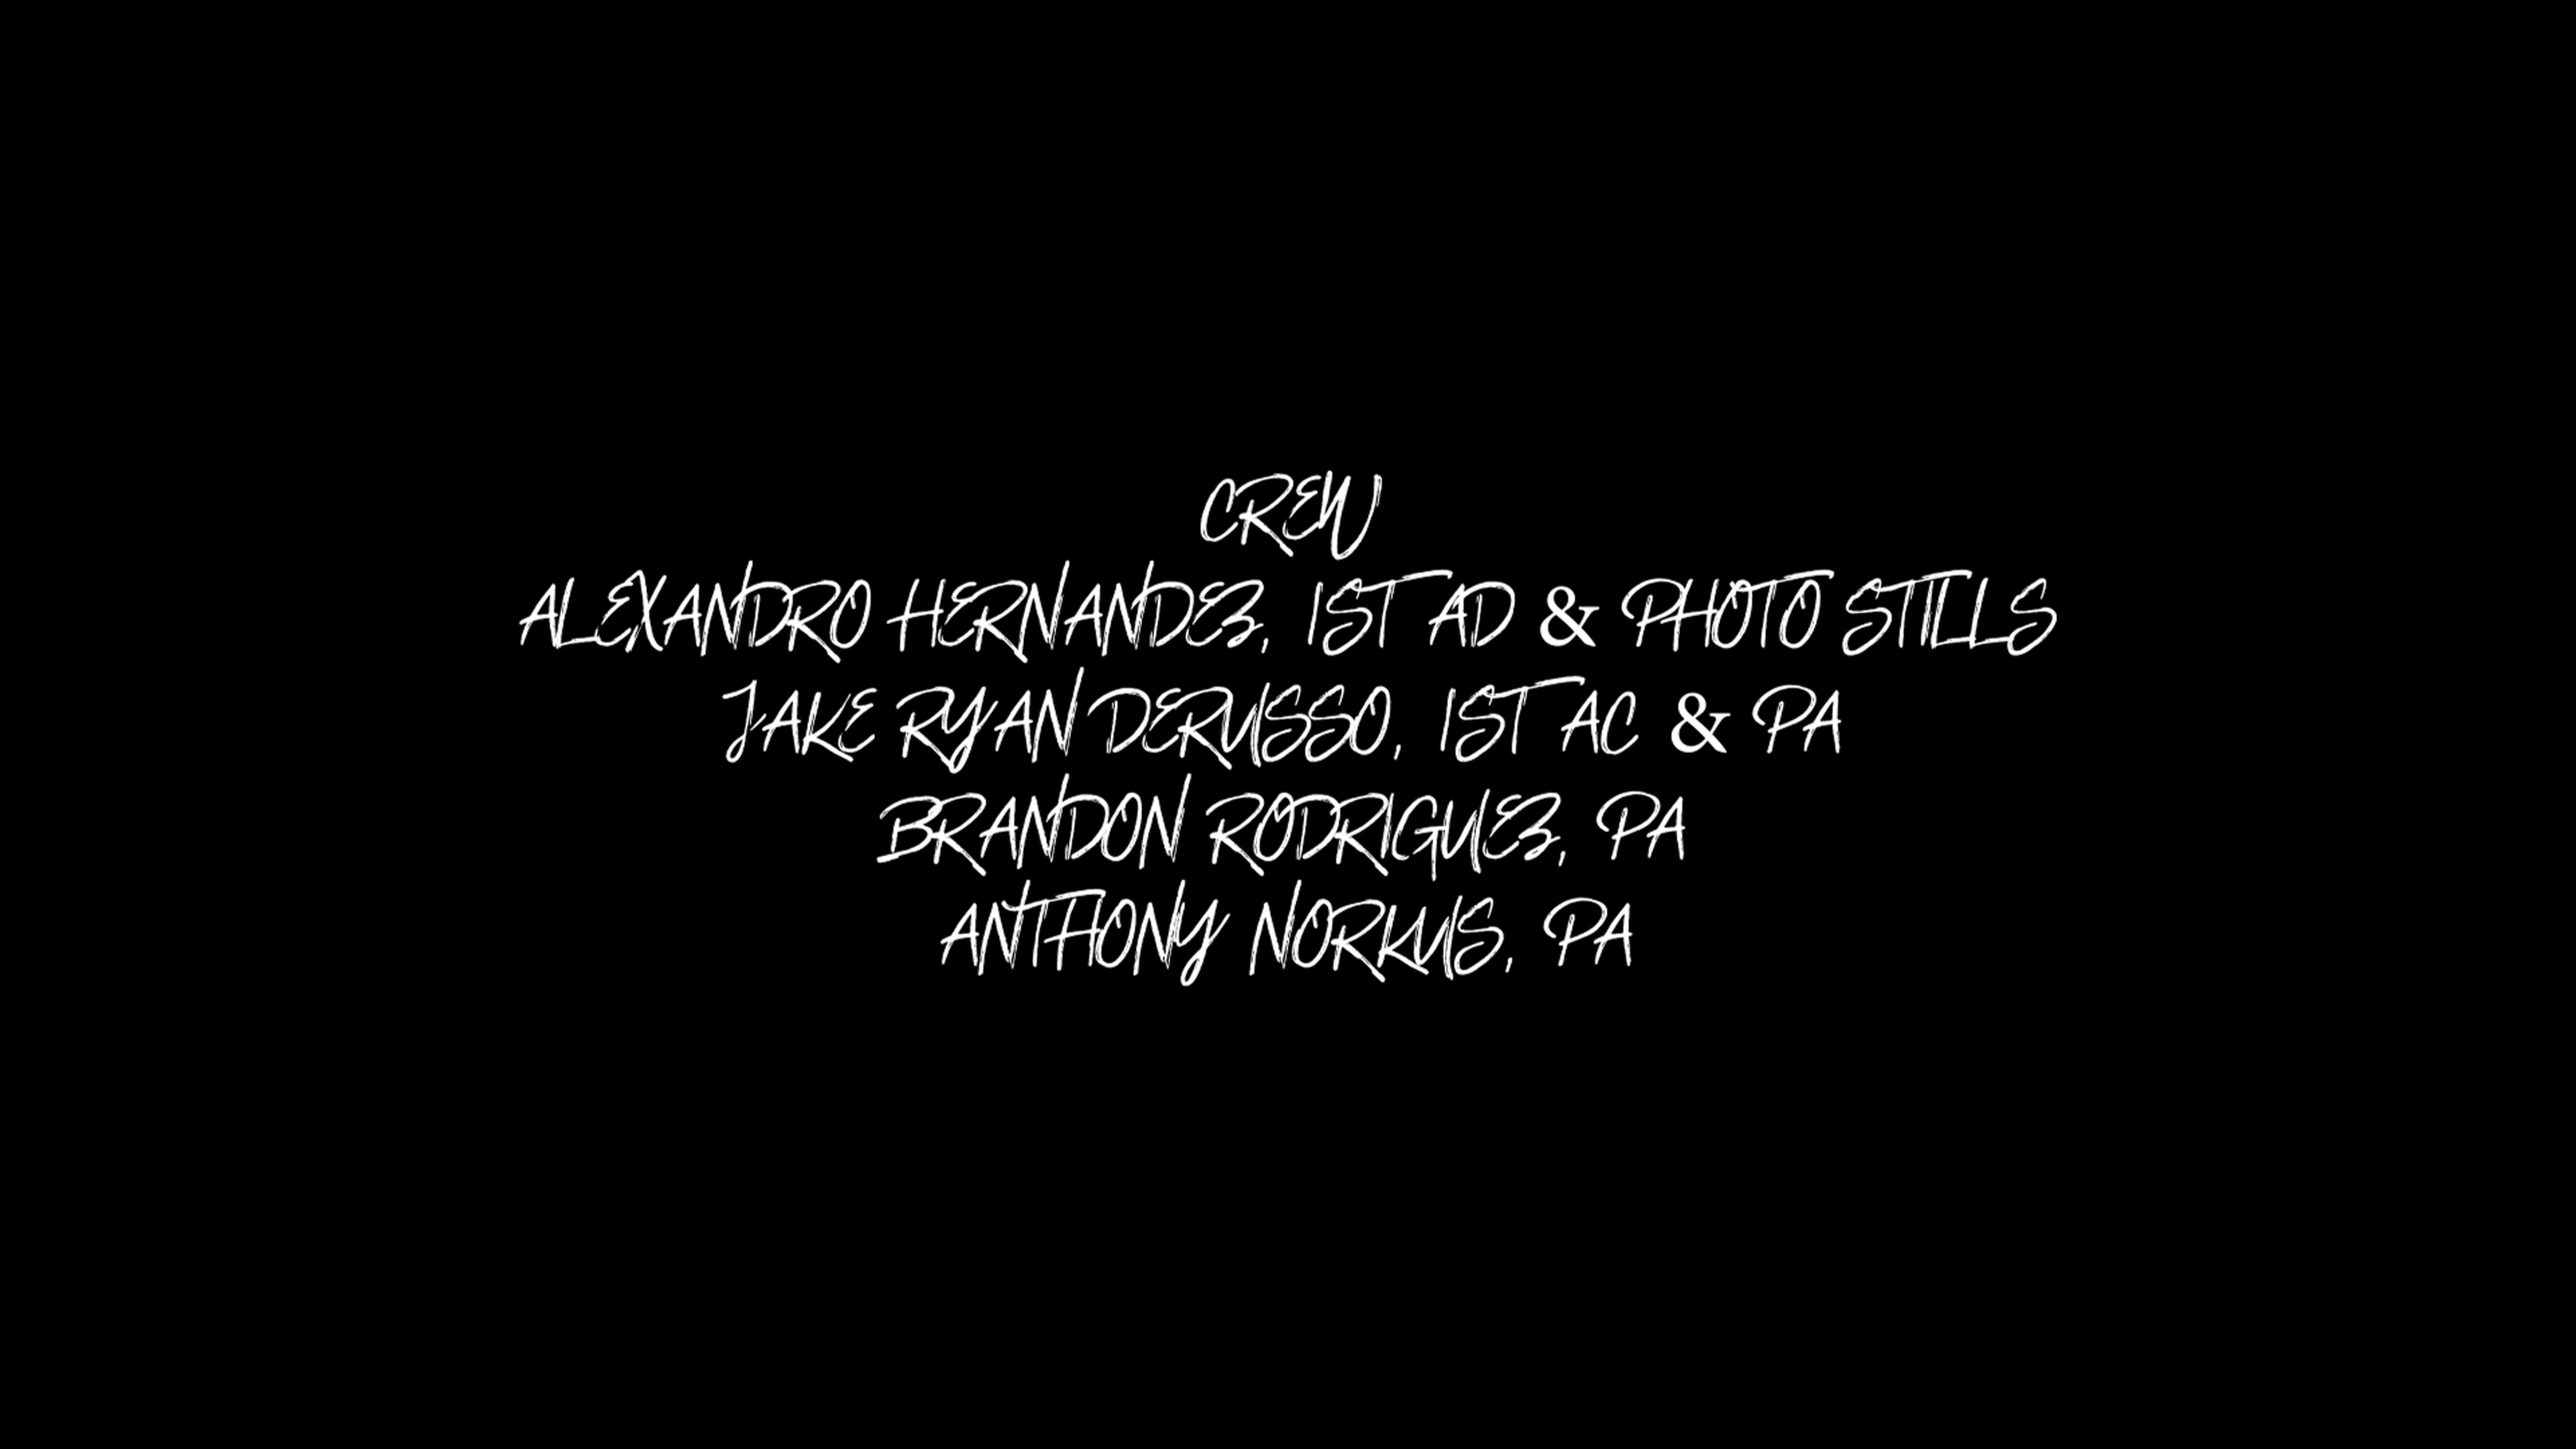 CREW
ALEXANDRO HERNANDEZ, 1ST AD & PHOTO STILLS
JAKE RYAN DERUSSO, 1ST AC & PA
BRANDON RODRIGUEZ, PA
ANTHONY NORKUS, PA